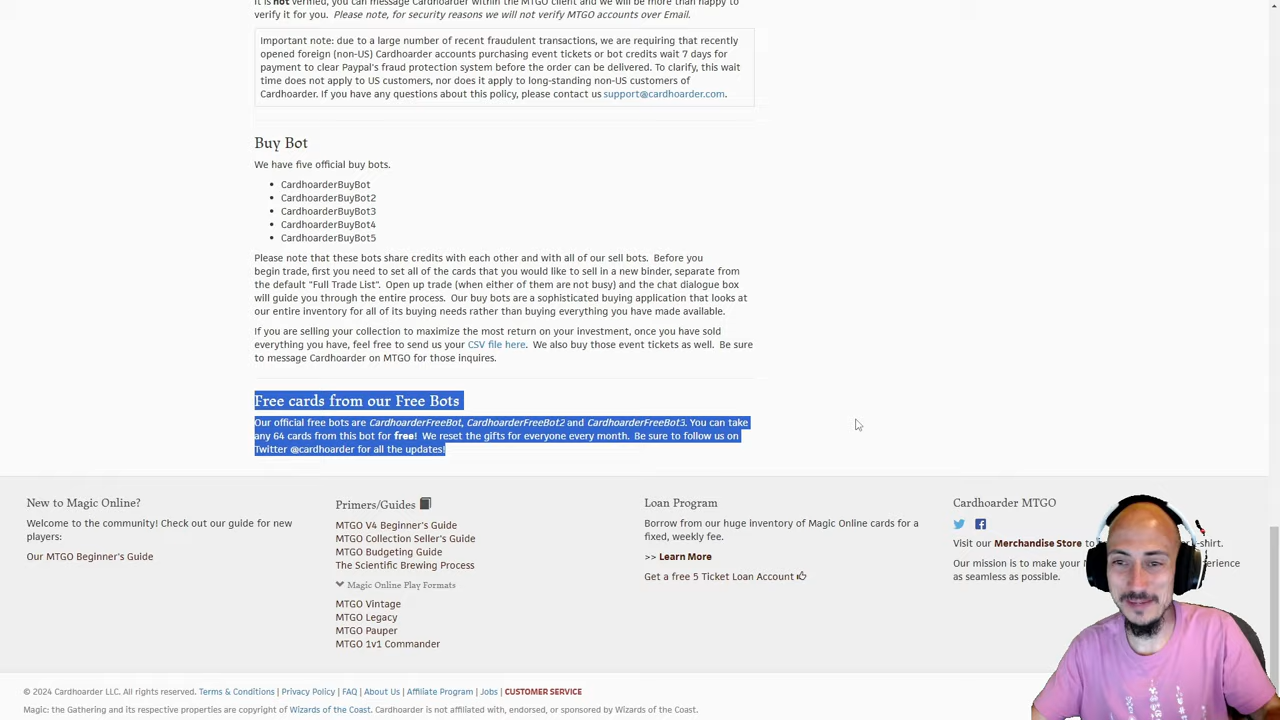 it is not verified, you can message Cardhoarder within the MTGO client and we will be more than happy to
verify it for you. Please note, for security reasons we will not verify MTGO accounts over Email.
Important note: due to a large number of recent fraudulent transactions, we are requiring that recently
opened foreign (non-US) Cardhoarder accounts purchasing event tickets or bot credits wait 7 days for
payment to clear Paypal's fraud protection system before the order can be delivered. To clarify, this wait
time does not apply to US customers, nor does it apply to long-standing non-US customers of
Cardhoarder. If you have any questions about this policy, please contact us support@cardhoarder.com.
Buy Bot
We have five official buy bots.
• CardhoarderBuyBot
• CardhoarderBuyBot2
• CardhoarderBuyBot3
• CardhoarderBuyBot4
• CardhoarderBuyBot5
Please note that these bots share credits with each other and with all of our sell bots. Before you
begin trade, first you need to set all of the cards that you would like to sell in a new binder, separate from
the default "Full Trade List". Open up trade (when either of them are not busy) and the chat dialogue box
will guide you through the entire process. Our buy bots are a sophisticated buying application that looks at
our entire inventory for all of its buying needs rather than buying everything you have made available.
If you are selling your collection to maximize the most return on your investment, once you have sold
everything you have, feel free to send us your CSV file here. We also buy those event tickets as well. Be sure
to message Cardhoarder on MTGO for those inquires.
Free cards from our Free Bots
Our official free bots are CardhoarderFreeBot, CardhoarderFreeBot2 and CardhoarderFreeBot3. You can take
any 64 cards from this bot for free! We reset the gifts for everyone every month. Be sure to follow us on
Twitter @cardhoarder for all the updates!
New to Magic Online?
Welcome to the community! Check out our guide for new
players:
Our MTGO Beginner's Guide
Primers/Guides
MTGO V4 Beginner's Guide
MTGO Collection Seller's Guide
MTGO Budgeting Guide
The Scientific Brewing Process
Magic Online Play Formats
MTGO Vintage
MTGO Legacy
MTGO Pauper
MTGO 1v1 Commander
Loan Program
Borrow from our huge inventory of Magic Online cards for a
fixed, weekly fee.
>> Learn More
Get a free 5 Ticket Loan Account
Cardhoarder MTGO
Visit our Merchandise Store to -shirt.
Our mission is to make your erience
as seamless as possible.
© 2024 Cardhoarder LLC. All rights reserved. Terms & Conditions | Privacy Policy | FAQ | About Us | Affiliate Program | Jobs | CUSTOMER SERVICE
Magic: the Gathering and its respective properties are copyright of Wizards of the Coast. Cardhoarder is not affiliated with, endorsed, or sponsored by Wizards of the Coast.